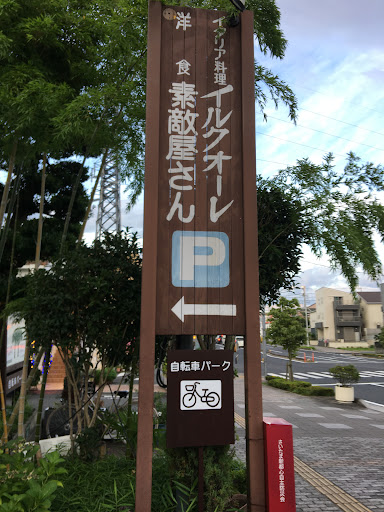 イタリア料理
イルクオーレ
洋食
素敵屋さん
P
自転車パーク